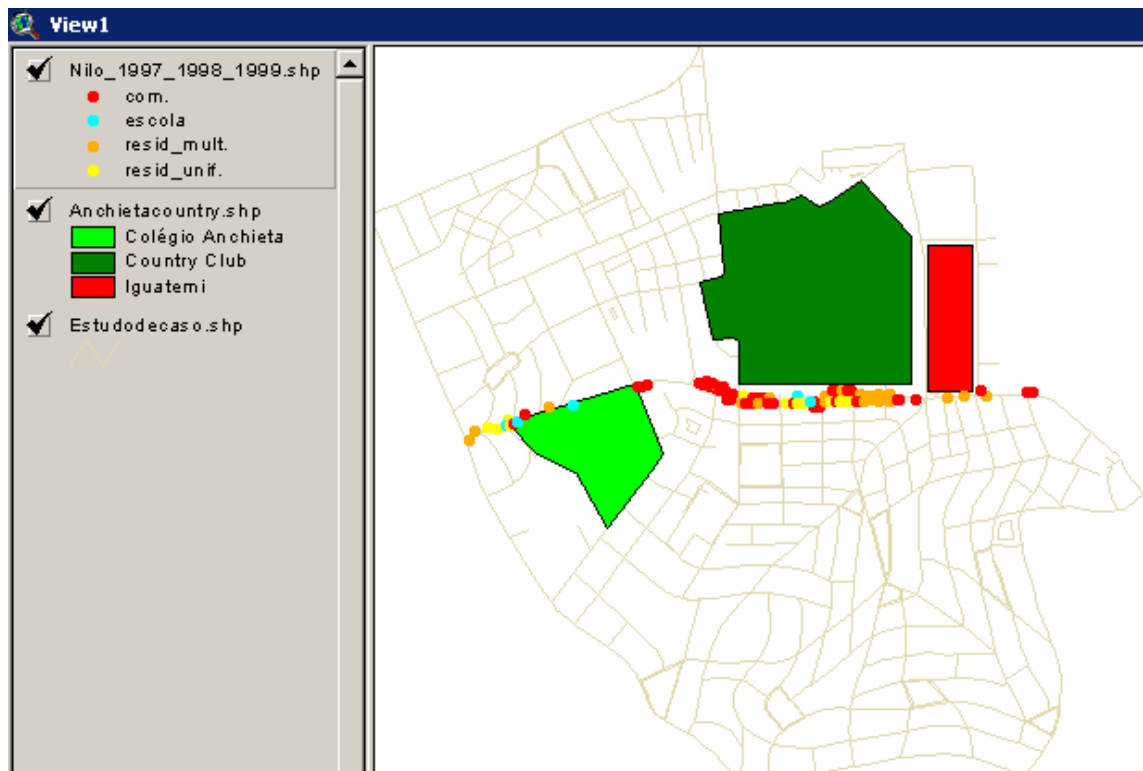 View1
Nilo_1997_1998_1999.shp
com.
escola
resid_mult.
resid_unif.
Anchietacountry.shp
Colégio Anchieta
Country Club
Iguatemi
Estudodecaso.shp